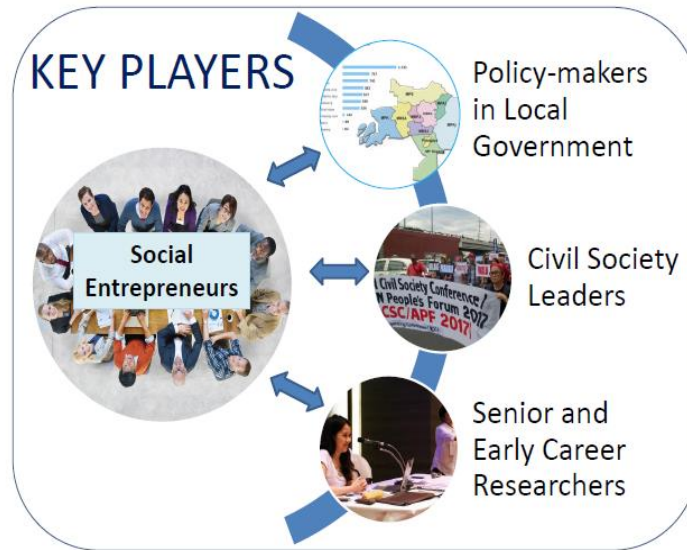 KEY PLAYERS
Policy-makers
in Local
Government
Social
Entrepreneurs
Civil Society
Leaders
Civil Society Conference/
N People's Forum 2017
CSC/APF 2017
Senior and
Early Career
Researchers